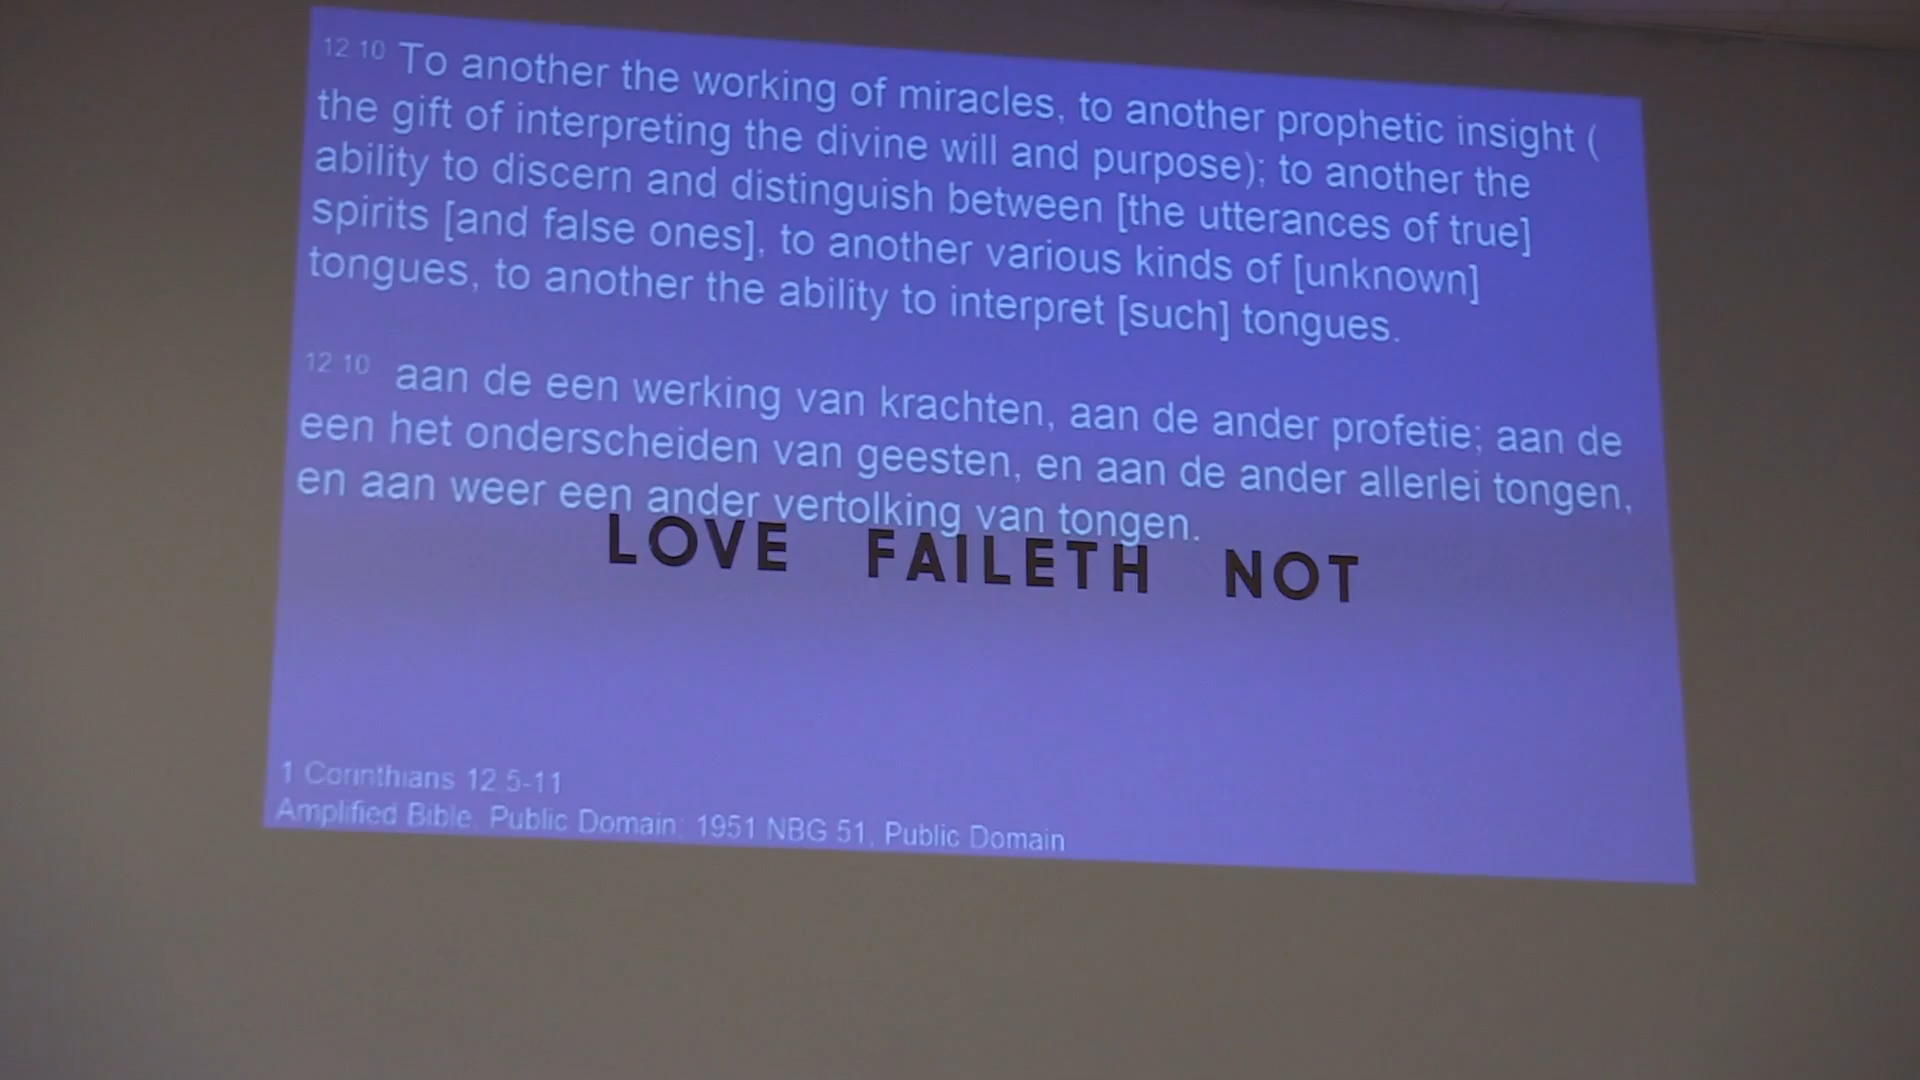 12 10 To another the working of miracles, to another prophetic insight (
the gift of interpreting the divine will and purpose); to another the
ability to discern and distinguish between [the utterances of true]
spirits [and false ones], to another various kinds of [unknown]
tongues, to another the ability to interpret [such] tongues.
12 10 aan de een werking van krachten, aan de ander profetie; aan de
een het onderscheiden van geesten, en aan de ander allerlei tongen,
en aan weer een ander vertolking van tongen.
LOVE FAILETH NOT
1 Corinthians 12 5-11
Amplified Bible, Public Domain; 1951 NBG 51, Public Domain